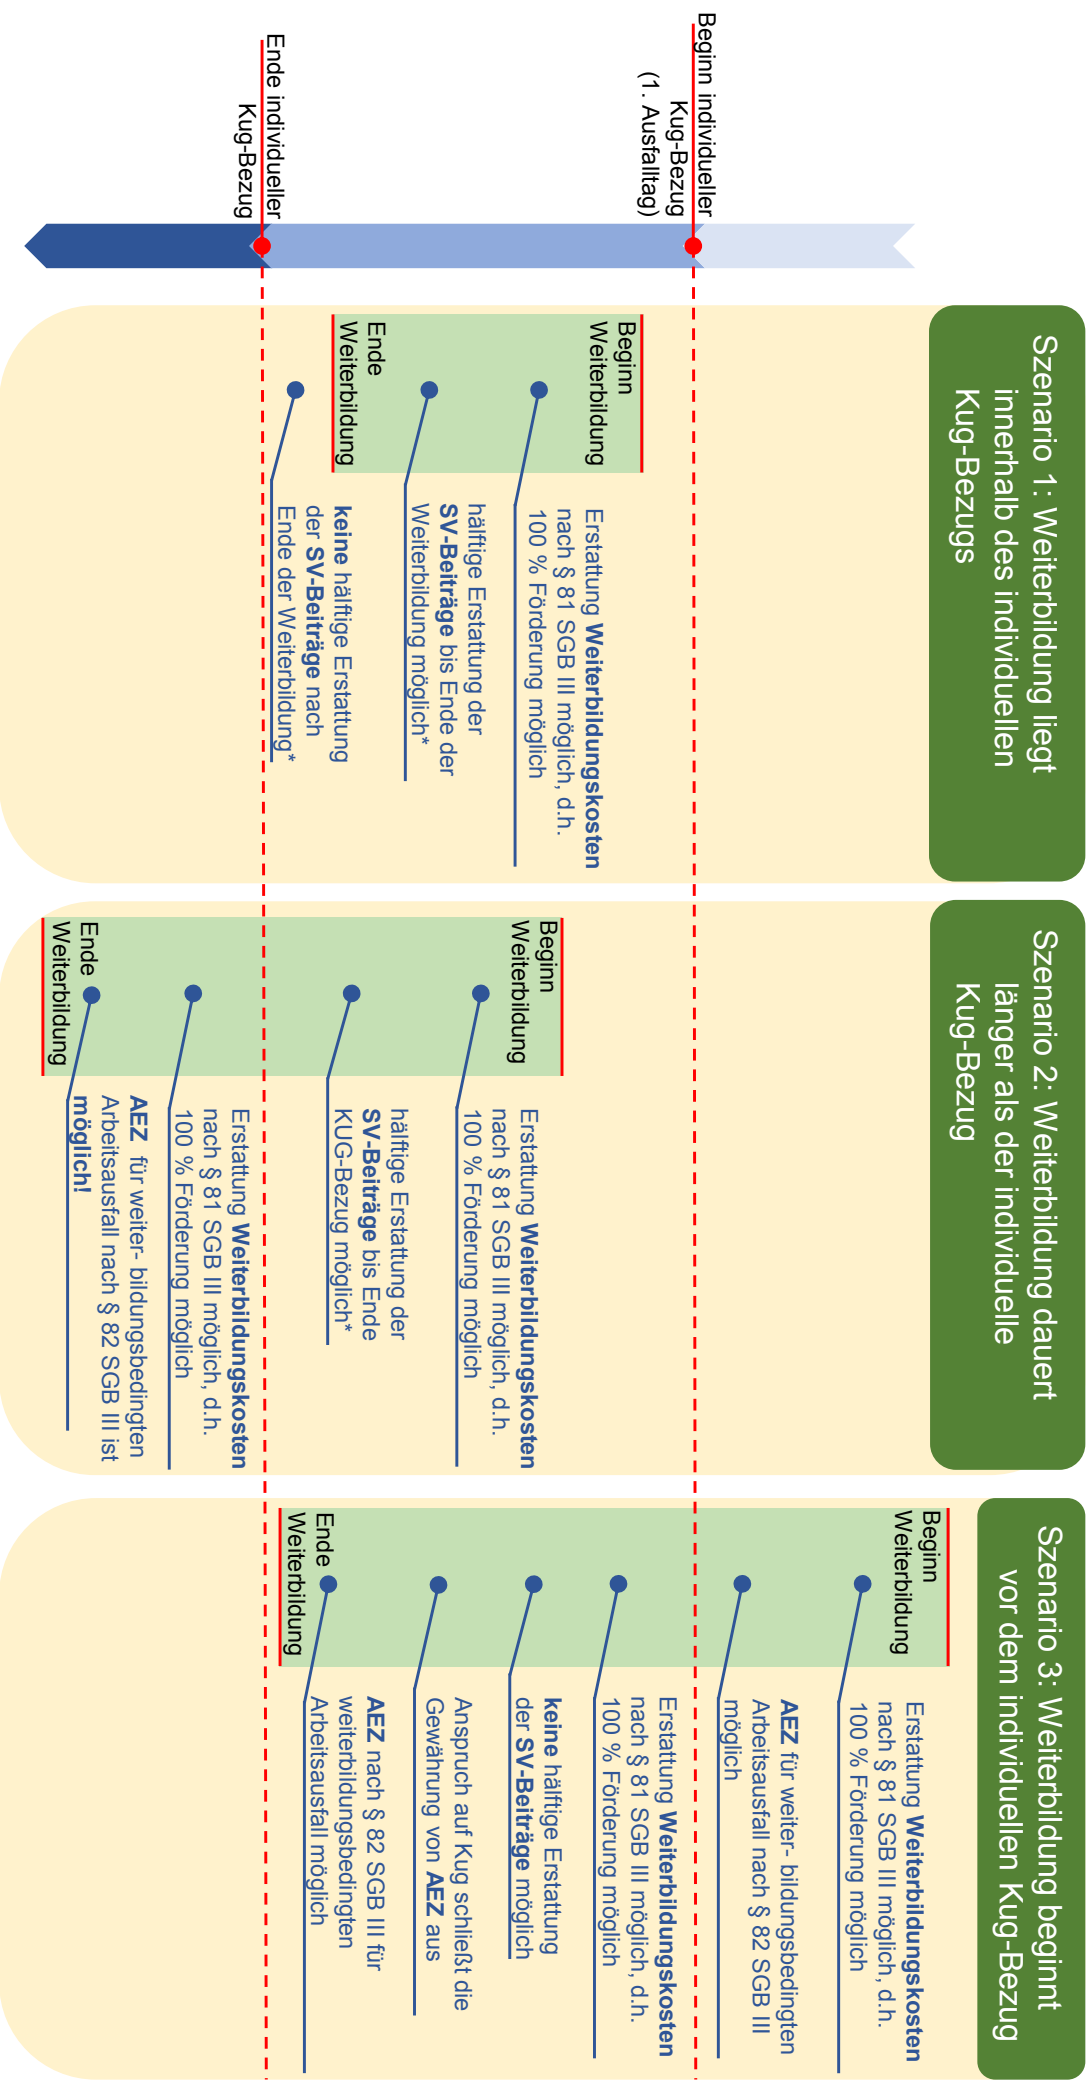 Beginn individueller
Kug-Bezug
(1. Ausfalltag)
Ende individueller
Kug-Bezug
Szenario 1: Weiterbildung liegt
innerhalb des individuellen
Kug-Bezugs
Beginn
Weiterbildung
Erstattung Weiterbildungskosten
nach § 81 SGB III möglich, d.h.
100 % Förderung möglich
hälftige Erstattung der
SV-Beiträge bis Ende der
Weiterbildung möglich*
Ende
Weiterbildung
keine hälftige Erstattung
der SV-Beiträge nach
Ende der Weiterbildung*
Szenario 2: Weiterbildung dauert
länger als der individuelle
Kug-Bezug
Beginn
Weiterbildung
Erstattung Weiterbildungskosten
nach § 81 SGB III möglich, d.h.
100 % Förderung möglich
hälftige Erstattung der
SV-Beiträge bis Ende
KUG-Bezug möglich*
Erstattung Weiterbildungskosten
nach § 81 SGB III möglich, d.h.
100 % Förderung möglich
AEZ für weiter- bildungsbedingten
Arbeitsausfall nach § 82 SGB III ist
möglich!
Ende
Weiterbildung
Szenario 3: Weiterbildung beginnt
vor dem individuellen Kug-Bezug
Beginn
Weiterbildung
Erstattung Weiterbildungskosten
nach § 81 SGB III möglich, d.h.
100 % Förderung möglich
AEZ für weiter- bildungsbedingten
Arbeitsausfall nach § 82 SGB III
möglich
Erstattung Weiterbildungskosten
nach § 81 SGB III möglich, d.h.
100 % Förderung möglich
keine hälftige Erstattung
der SV-Beiträge möglich
Anspruch auf Kug schließt die
Gewährung von AEZ aus
AEZ nach § 82 SGB III für
weiterbildungsbedingten
Arbeitsausfall möglich
Ende
Weiterbildung